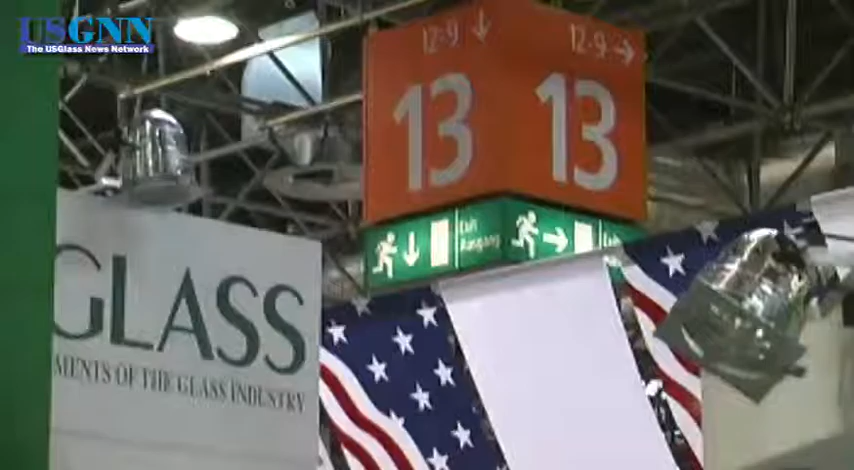 USGNN
The USGlass News Network
12-9 ↓
12-9 →
13
13
Exit
Ausgang
GLASS
MENTS OF THE GLASS INDUSTRY